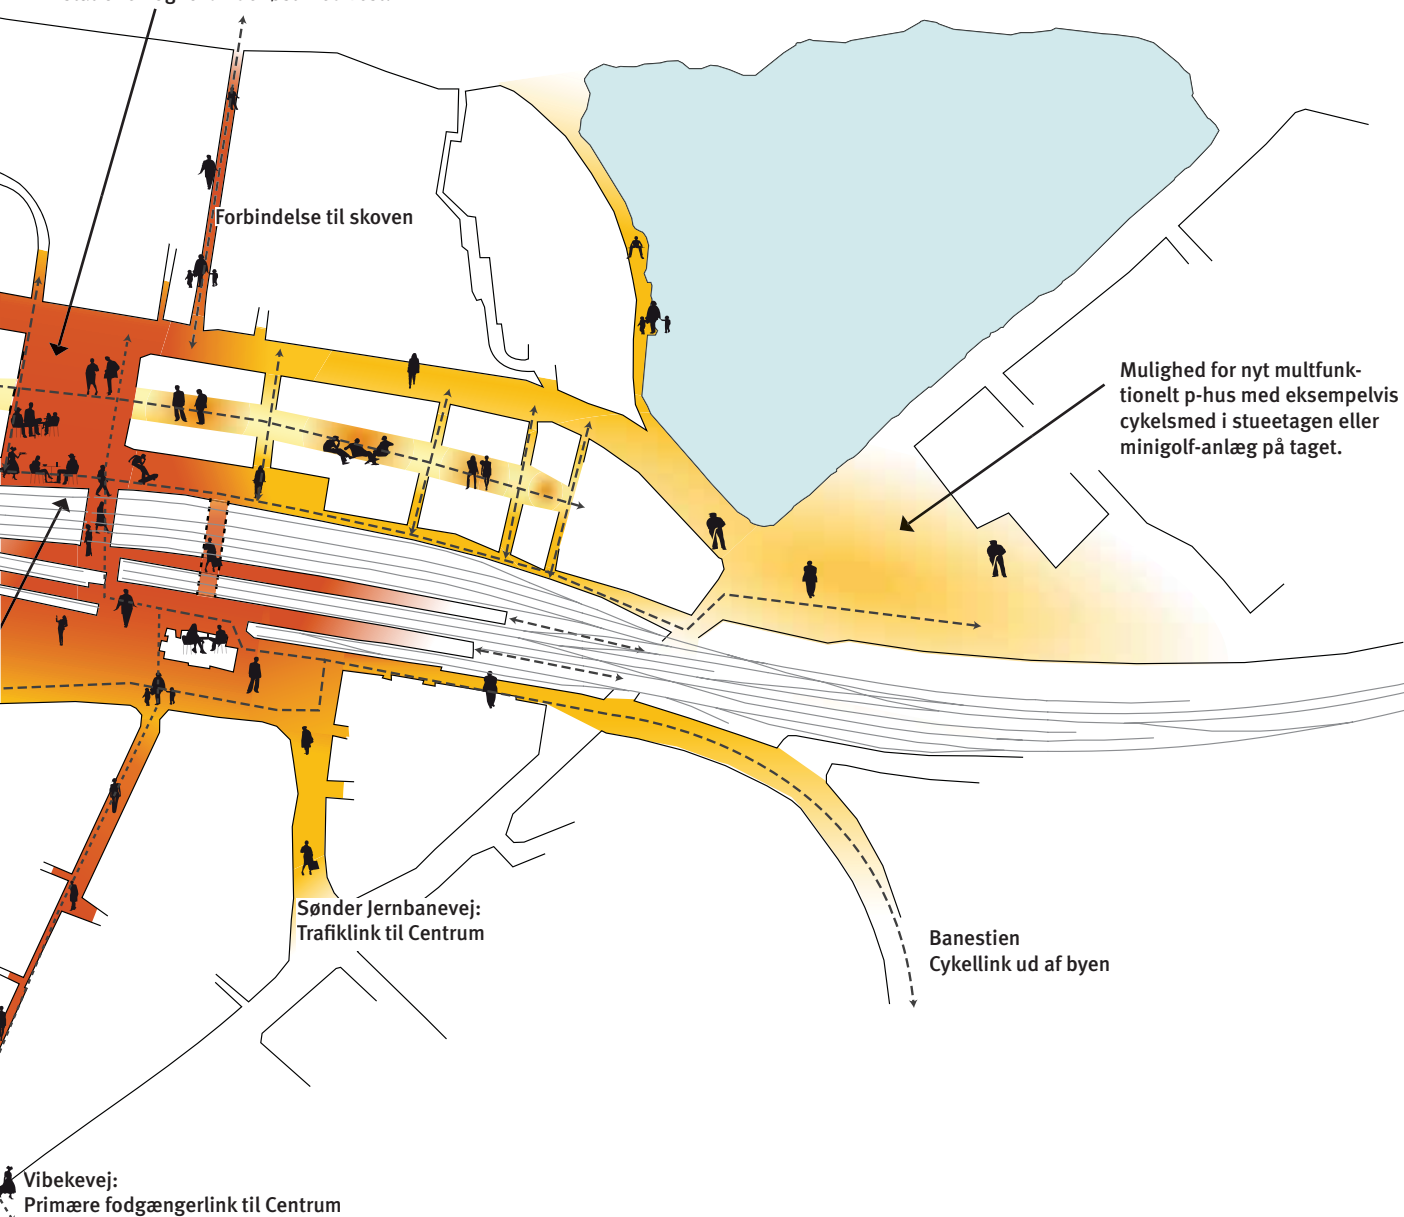 Forbindelse til skoven
Mulighed for nyt multfunk-
tionelt p-hus med eksempelvis
cykelsmed i stueetagen eller
minigolf-anlæg på taget.
Sønder Jernbanevej:
Trafiklink til Centrum
Banestien
Cykellink ud af byen
Vibekevej:
Primære fodgængerlink til Centrum